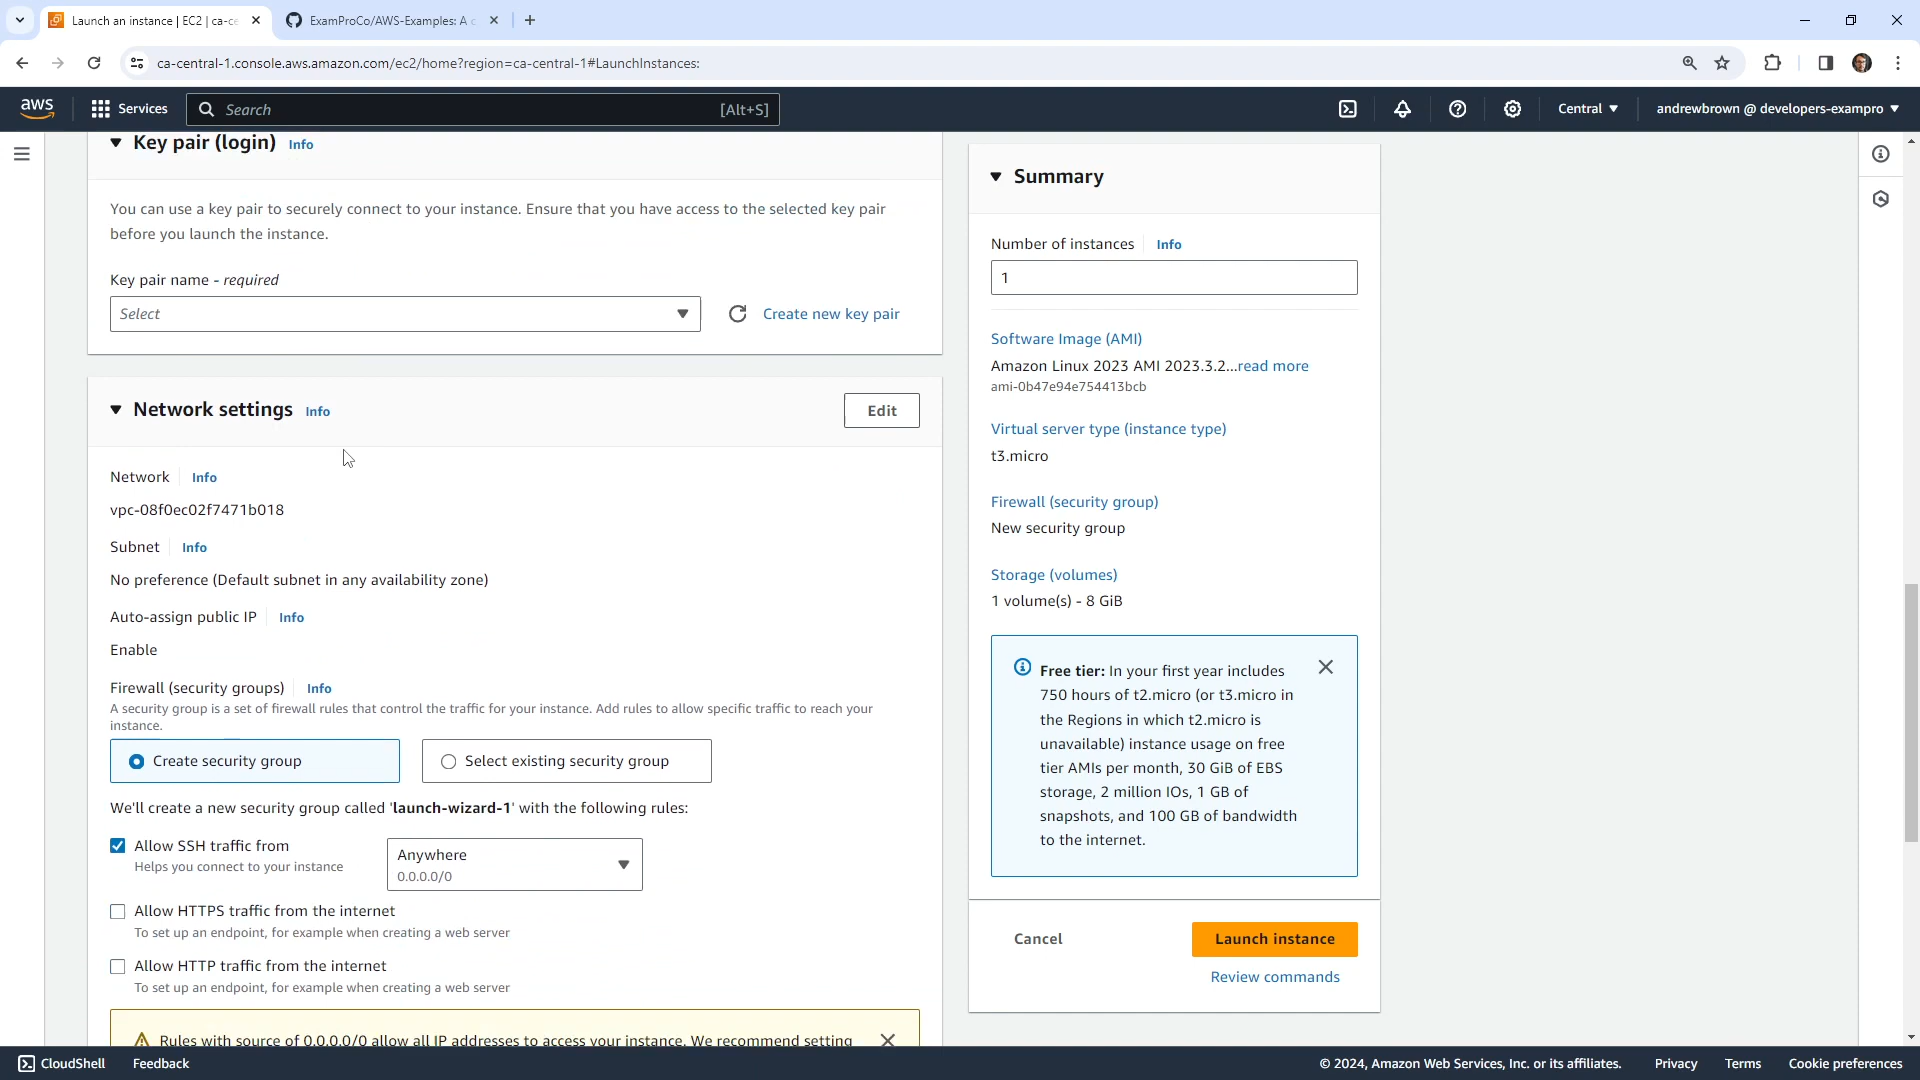 Launch an instance | EC2 | ca-ce
ExamProCo/AWS-Examples: A c
ca-central-1.console.aws.amazon.com/ec2/home?region=ca-central-1#LaunchInstances:
aws
Services
Search
[Alt+S]
Central
andrewbrown @ developers-exampro
Key pair (login) Info
You can use a key pair to securely connect to your instance. Ensure that you have access to the selected key pair
before you launch the instance.
Key pair name - required
Select
Create new key pair
Network settings Info
Edit
Network Info
vpc-08f0ec02f7471b018
Subnet Info
No preference (Default subnet in any availability zone)
Auto-assign public IP Info
Enable
Firewall (security groups) Info
A security group is a set of firewall rules that control the traffic for your instance. Add rules to allow specific traffic to reach your
instance.
Create security group
Select existing security group
We'll create a new security group called 'launch-wizard-1' with the following rules:
Allow SSH traffic from
Helps you connect to your instance
Anywhere
0.0.0.0/0
Allow HTTPS traffic from the internet
To set up an endpoint, for example when creating a web server
Allow HTTP traffic from the internet
To set up an endpoint, for example when creating a web server
Rules with source of 0.0.0.0/0 allow all IP addresses to access your instance. We recommend setting
Summary
Number of instances Info
1
Software Image (AMI)
Amazon Linux 2023 AMI 2023.3.2...read more
ami-0b47e94e754413bcb
Virtual server type (instance type)
t3.micro
Firewall (security group)
New security group
Storage (volumes)
1 volume(s) - 8 GiB
Free tier: In your first year includes
750 hours of t2.micro (or t3.micro in
the Regions in which t2.micro is
unavailable) instance usage on free
tier AMIs per month, 30 GiB of EBS
storage, 2 million IOs, 1 GB of
snapshots, and 100 GB of bandwidth
to the internet.
Cancel
Launch instance
Review commands
CloudShell
Feedback
© 2024, Amazon Web Services, Inc. or its affiliates.
Privacy
Terms
Cookie preferences